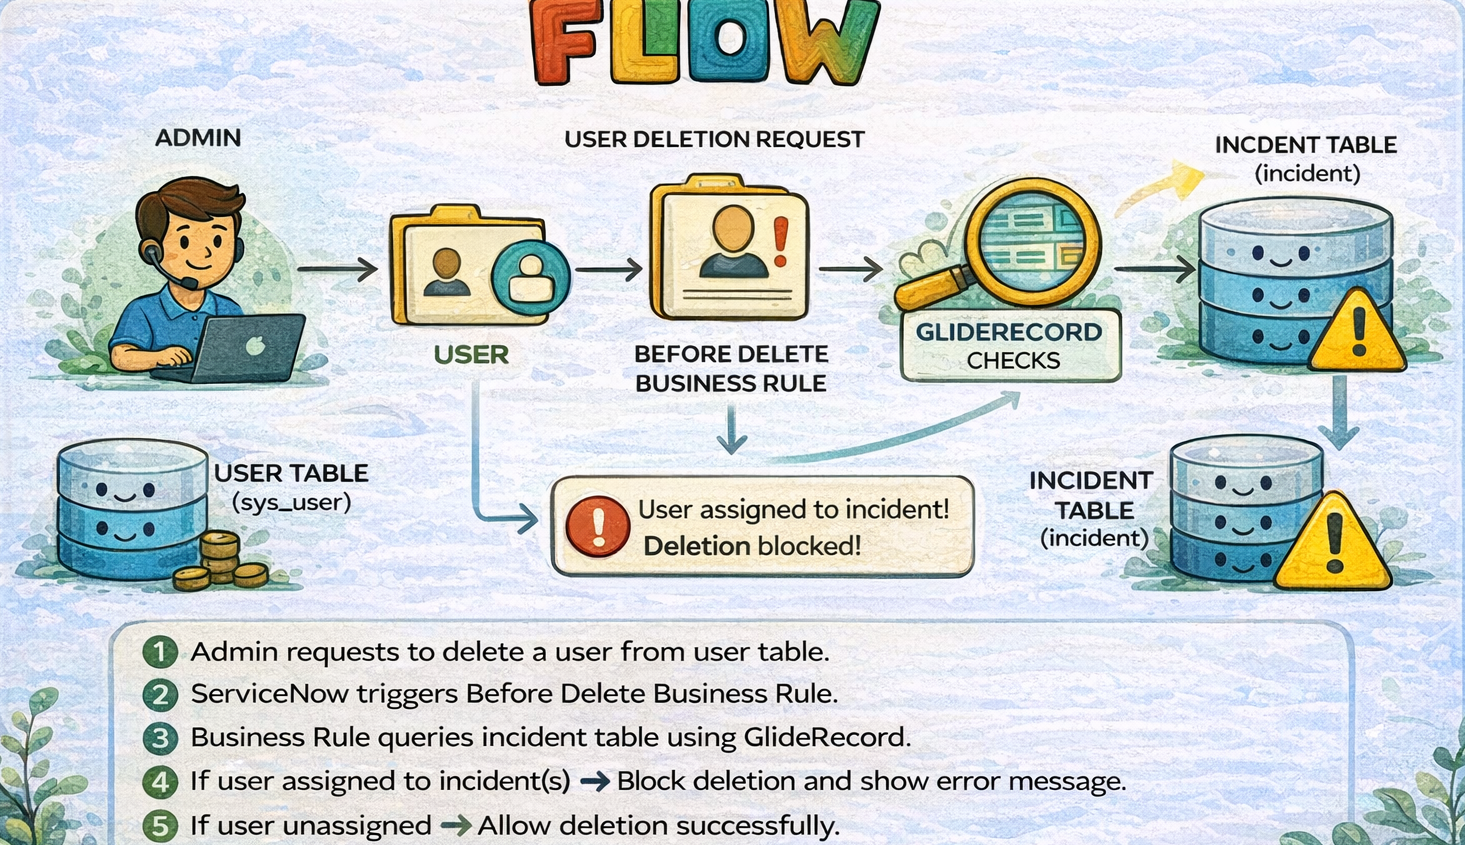 FLOW
ADMIN
USER DELETION REQUEST
INCDENT TABLE
(incident)
USER
BEFORE DELETE
BUSINESS RULE
GLIDERECORD
CHECKS
USER TABLE
(sys_user)
User assigned to incident!
Deletion blocked!
INCIDENT
TABLE
(incident)
1 Admin requests to delete a user from user table.
2 ServiceNow triggers Before Delete Business Rule.
3 Business Rule queries incident table using GlideRecord.
4 If user assigned to incident(s) → Block deletion and show error message.
5 If user unassigned → Allow deletion successfully.